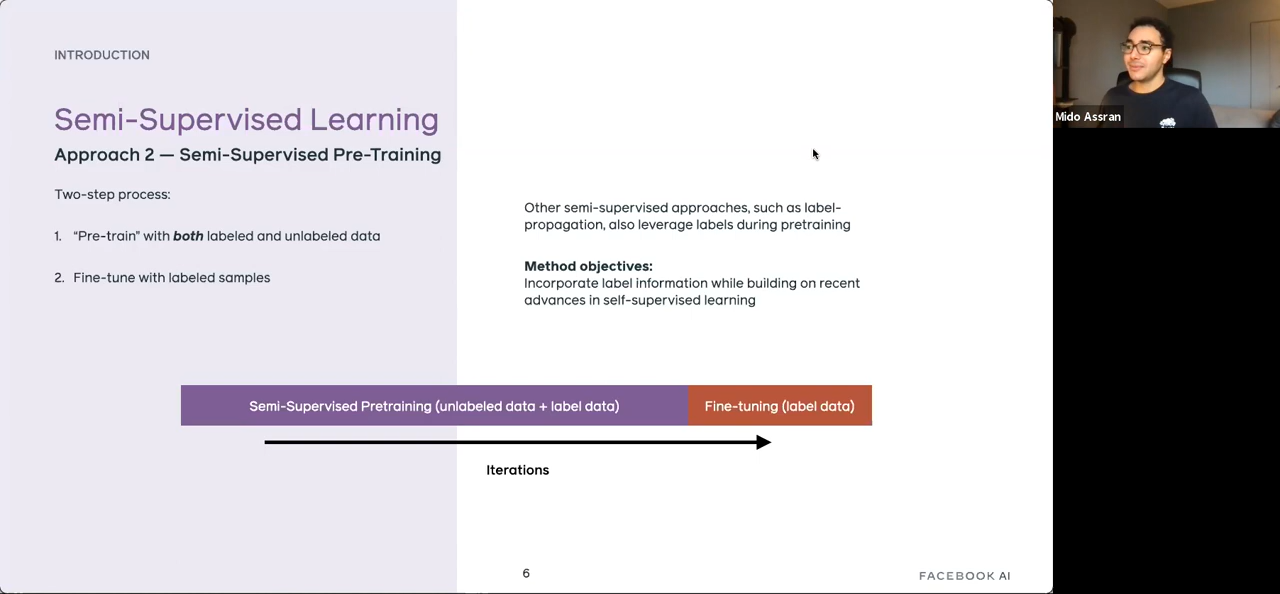 INTRODUCTION
Semi-Supervised Learning
Approach 2 — Semi-Supervised Pre-Training
Two-step process:
1. “Pre-train” with both labeled and unlabeled data
2. Fine-tune with labeled samples
Other semi-supervised approaches, such as label-
propagation, also leverage labels during pretraining
Method objectives:
Incorporate label information while building on recent
advances in self-supervised learning
Semi-Supervised Pretraining (unlabeled data + label data)
Fine-tuning (label data)
Iterations
6
FACEBOOK AI
Mido Assran